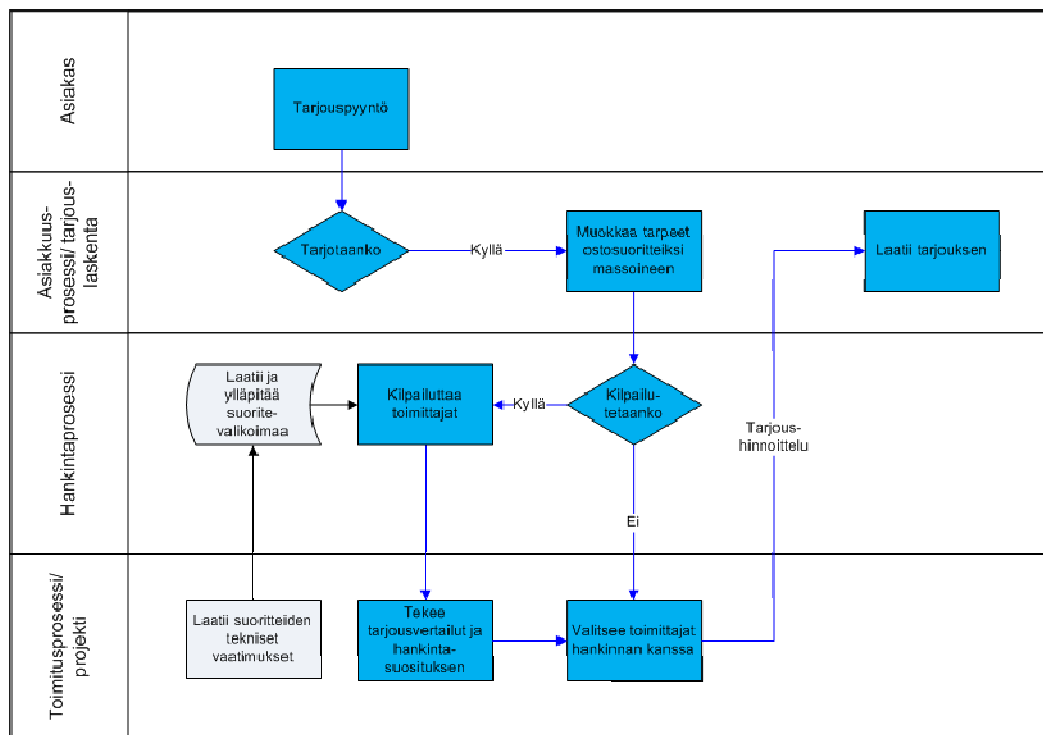 Asiakas
Tarjouspyyntö
Asiakkuus-
prosessi/ tarjous-
laskenta
Tarjotaanko
Kyllä
Muokkaa tarpeet
ostosuoritteiksi
massoineen
Laatii tarjouksen
Hankintaprosessi
Laatii ja
ylläpitää
suorite-
valikoimaa
Kilpailuttaa
toimittajat
Kyllä
Kilpailu-
tetaanko
Tarjous-
hinnoittelu
Ei
Toimitusprosessi/
projekti
Laatii suoritteiden
tekniset
vaatimukset
Tekee
tarjousvertailut ja
hankinta-
suosituksen
Valitsee toimittajat
hankinnan kanssa